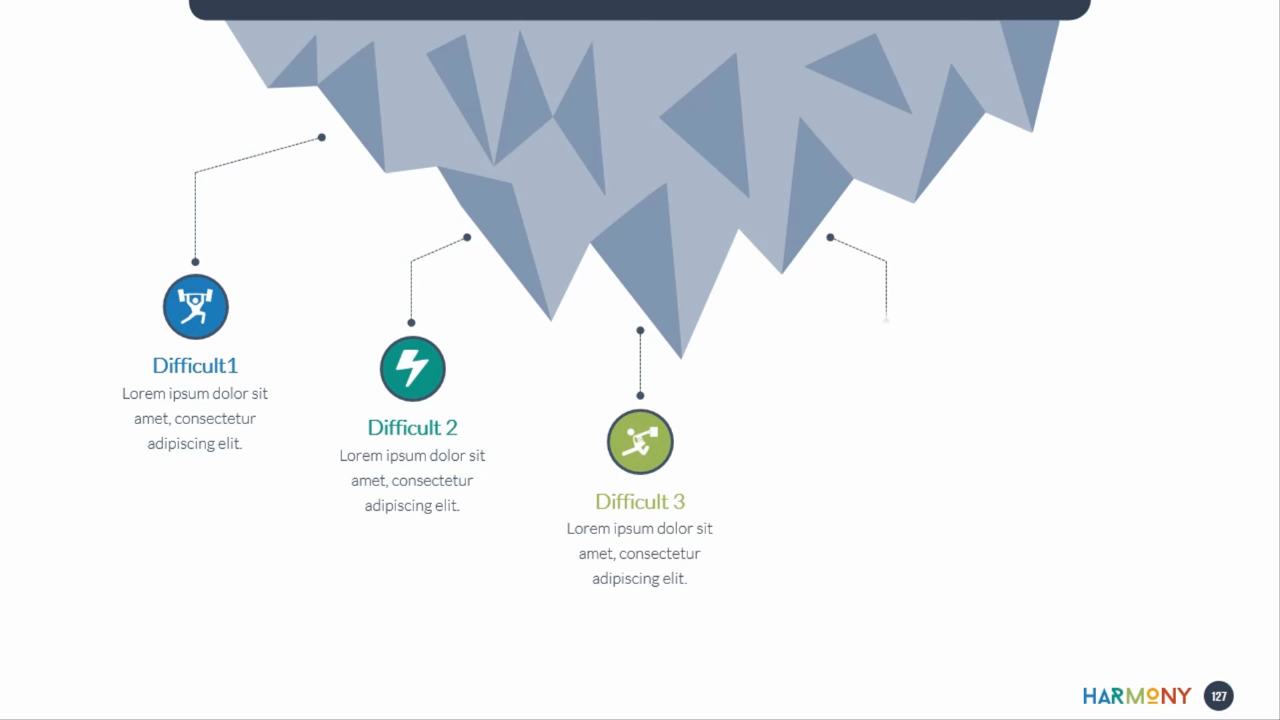 Difficult1
Lorem ipsum dolor sit
amet, consectetur
adipiscing elit.
Difficult 2
Lorem ipsum dolor sit
amet, consectetur
adipiscing elit.
Difficult 3
Lorem ipsum dolor sit
amet, consectetur
adipiscing elit.
HARMONY 127